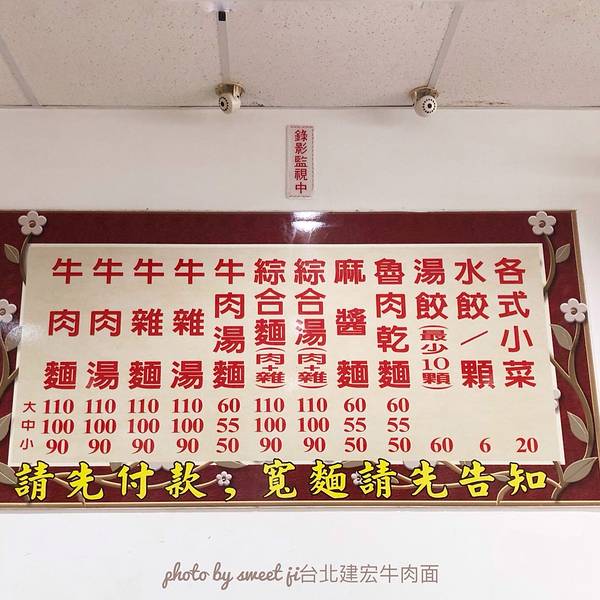 錄影監視中
牛肉麵
牛肉湯
牛雜麵
牛雜湯
牛肉湯麵
綜合麵(肉+雜)
綜合湯(肉+雜)
麻醬麵
魯肉乾麵
湯餃(最少10顆)
水餃/顆
各式小菜
大 110 110 110 110 60 110 110 60 60
中 100 100 100 100 55 100 100 55 55
小 90 90 90 90 50 90 90 50 50 60 6 20
請先付款，寬麵請先告知
photo by sweet ji台北建宏牛肉面